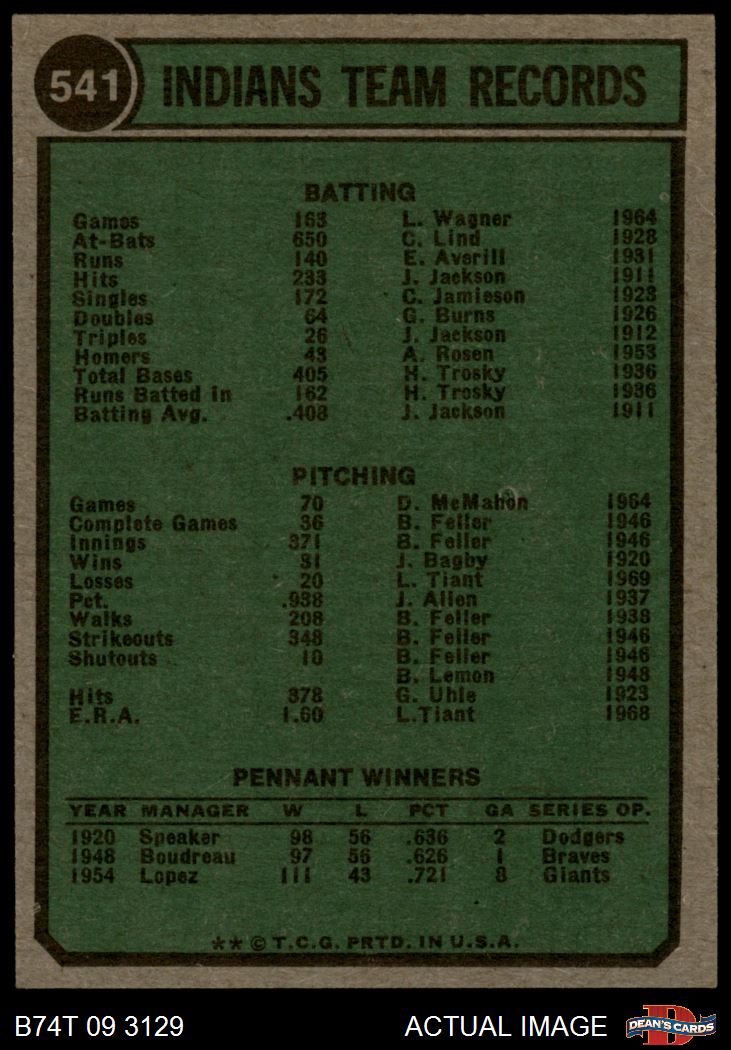 541 INDIANS TEAM RECORDS
BATTING
Games 163 L. Wagner 1964
At-Bats 650 C. Lind 1928
Runs 140 E. Averill 1931
Hits 233 J. Jackson 1911
Singles 172 C. Jamieson 1923
Doubles 64 G. Burns 1926
Triples 26 J. Jackson 1912
Homers 43 A. Rosen 1953
Total Bases 405 H. Trosky 1936
Runs Batted in 162 H. Trosky 1936
Batting Avg. .408 J. Jackson 1911
PITCHING
Games 70 D. McMahon 1964
Complete Games 36 B. Feller 1946
Innings 371 B. Feller 1946
Wins 31 J. Bagby 1920
Losses 20 L. Tiant 1969
Pct. .938 J. Allen 1937
Walks 208 B. Feller 1938
Strikeouts 348 B. Feller 1946
Shutouts 10 B. Feller 1946
B. Lemon 1948
Hits 378 G. Uhle 1923
E.R.A. 1.60 L.Tiant 1968
PENNANT WINNERS
YEAR MANAGER W L PCT GA SERIES OP.
1920 Speaker 98 56 .636 2 Dodgers
1948 Boudreau 97 56 .626 1 Braves
1954 Lopez 111 43 .721 8 Giants
** © T.C.G. PRTD. IN U.S.A.
B74T 09 3129 ACTUAL IMAGE DEAN'S CARDS